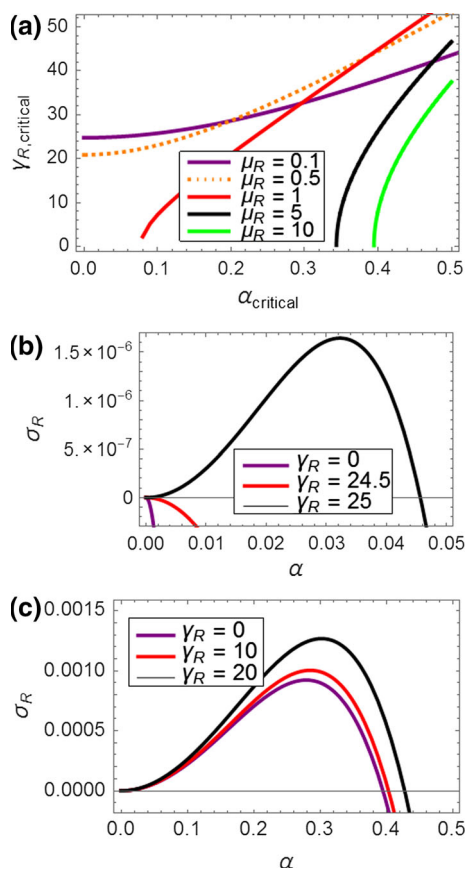 (a)
γR,critical
50
40
30
20
10
0
μR = 0.1
μR = 0.5
μR = 1
μR = 5
μR = 10
0.0 0.1 0.2 0.3 0.4 0.5
αcritical
(b)
σR
1.5×10-6
1.×10-6
5.×10-7
0
γR = 0
γR = 24.5
γR = 25
0.00 0.01 0.02 0.03 0.04 0.05
α
(c)
σR
0.0015
0.0010
0.0005
0.0000
γR = 0
γR = 10
γR = 20
0.0 0.1 0.2 0.3 0.4 0.5
α